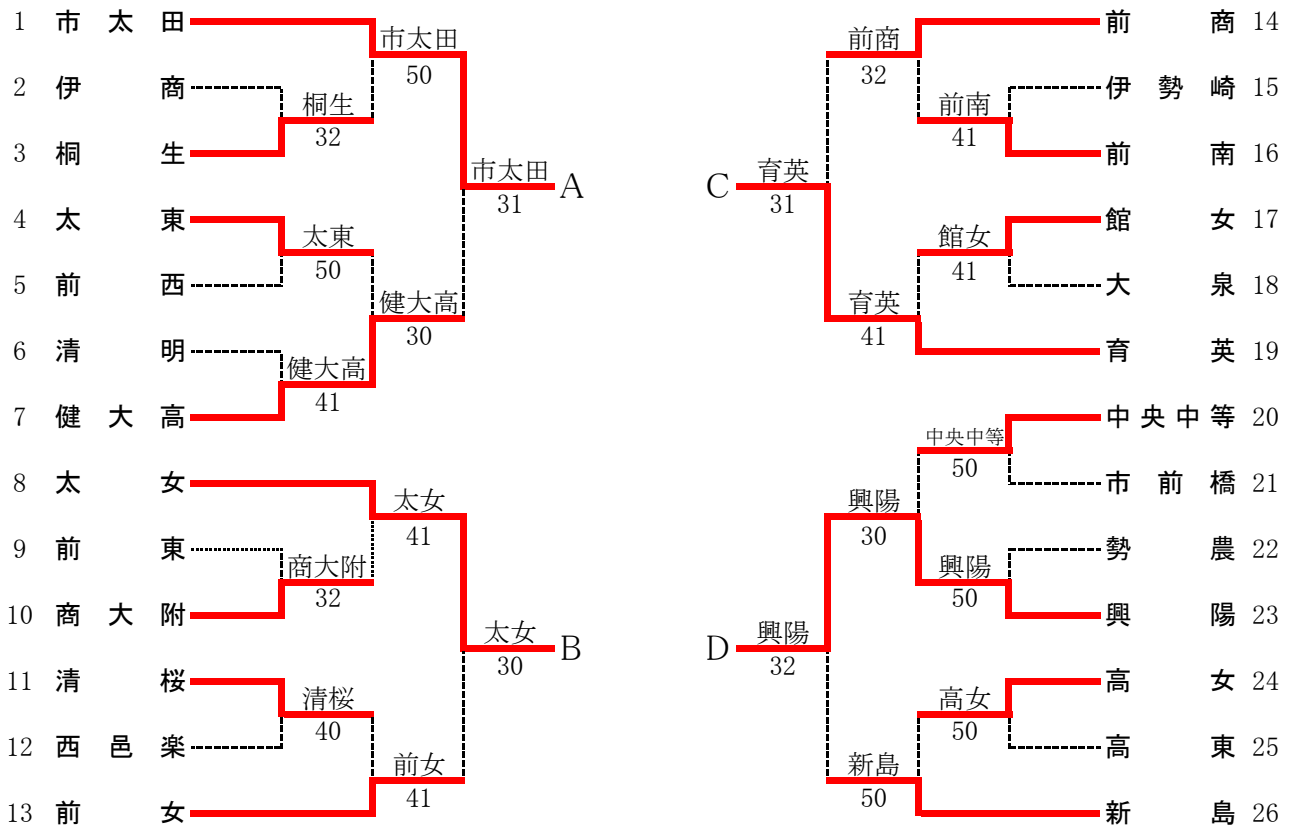 1 市太田
2 伊商
3 桐生
4 太東
5 前西
6 清明
7 健大高
8 太女
9 前東
10 商大附
11 清桜
12 西邑楽
13 前女
桐生
32
太東
50
健大高
41
商大附
32
清桜
40
市太田
50
健大高
30
太女
41
前女
41
市太田
31
A
太女
30
B
C
育英
31
D
興陽
32
前商
32
育英
41
興陽
30
新島
50
前南
41
館女
41
中央中等
50
興陽
50
高女
50
前商 14
伊勢崎 15
前南 16
館女 17
大泉 18
育英 19
中央中等 20
市前橋 21
勢農 22
興陽 23
高女 24
高東 25
新島 26